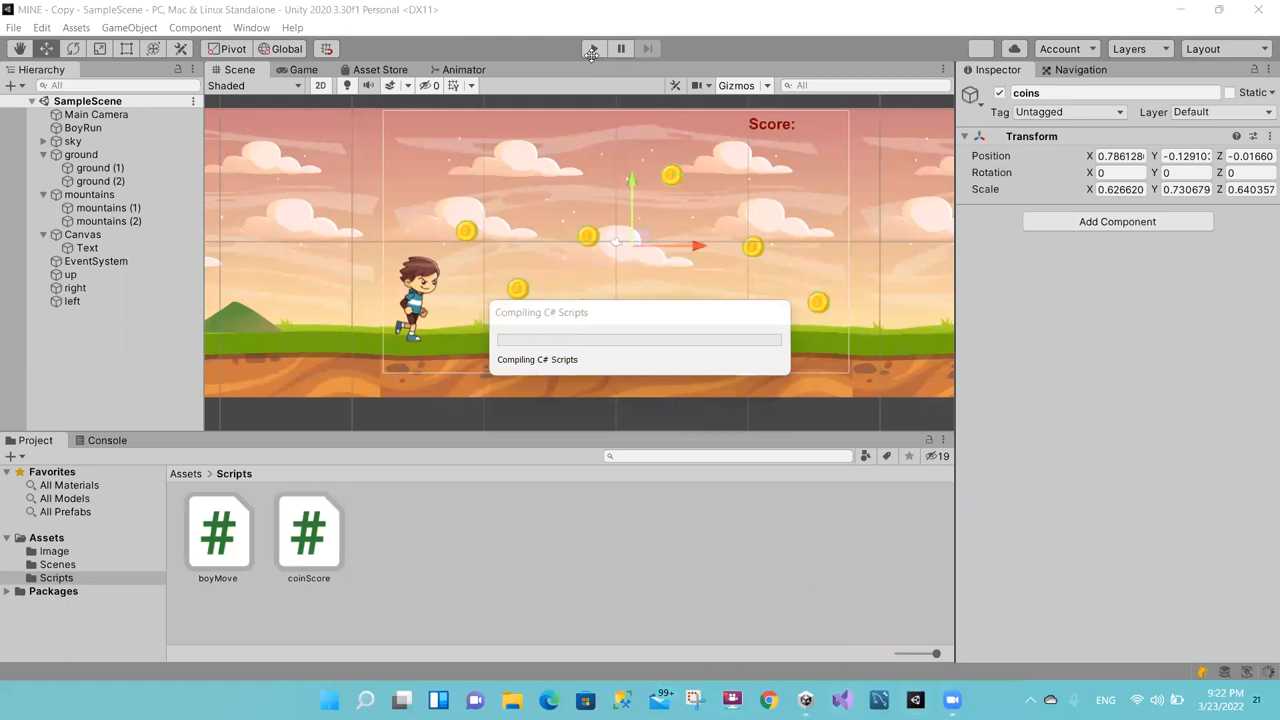 MINE - Copy - SampleScene - PC, Mac & Linux Standalone - Unity 2020.3.30f1 Personal <DX11>
File Edit Assets GameObject Component Window Help
Pivot Global Account Layers Layout
Hierarchy Scene Game Asset Store Animator Inspector Navigation
All Shaded 2D 0 Gizmos All coins Static
SampleScene
Tag Untagged Layer Default
Main Camera
BoyRun
sky
ground
ground (1)
ground (2)
mountains
mountains (1)
mountains (2)
Canvas
Text
EventSystem
up
right
left
Score:
Compiling C# Scripts
Compiling C# Scripts
Transform
Position X 0.786128 Y -0.12910 Z -0.01660
Rotation X 0 Y 0 Z 0
Scale X 0.626620 Y 0.730679 Z 0.640357
Add Component
Project Console
19
Favorites
All Materials
All Models
All Prefabs
Assets
Image
Scenes
Scripts
Packages
Assets > Scripts
#
#
boyMove
coinScore
99+
ENG
9:22 PM
3/23/2022
21